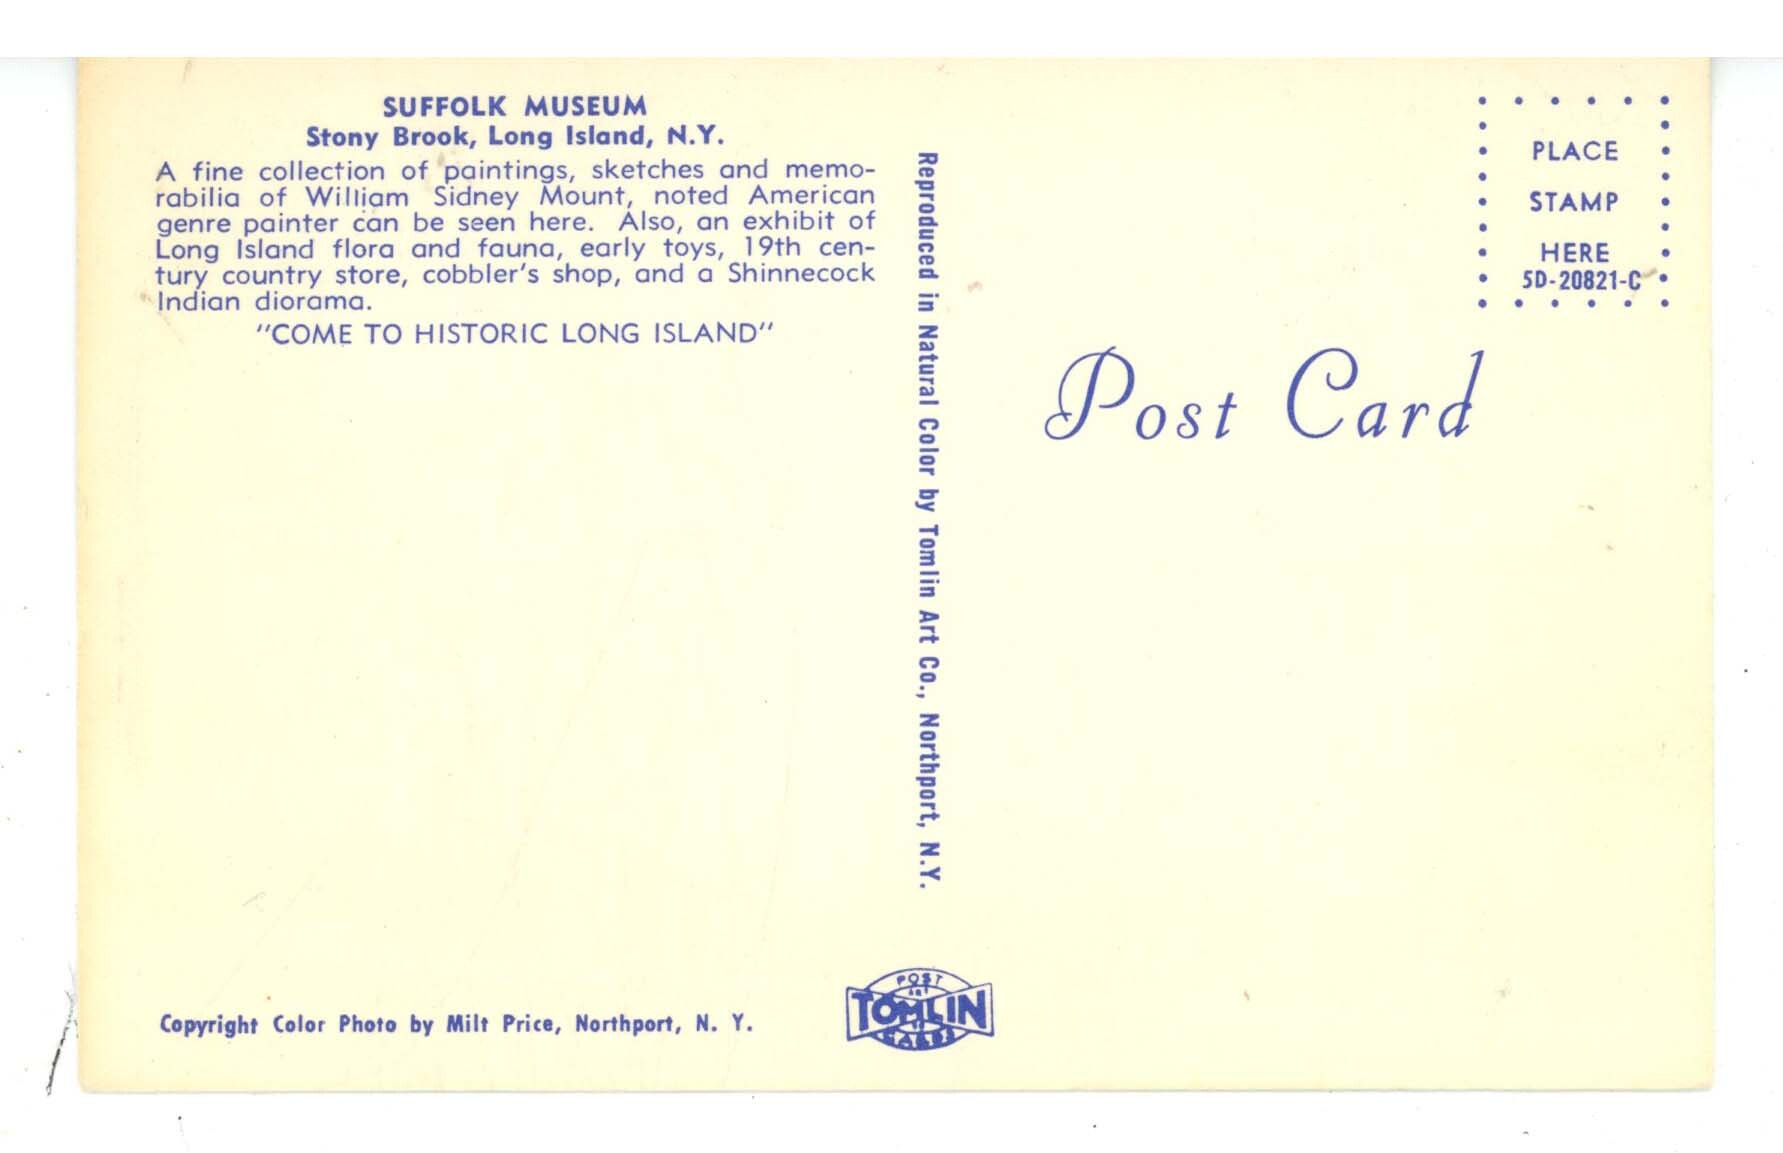 SUFFOLK MUSEUM
Stony Brook, Long Island, N.Y.
A fine collection of paintings, sketches and memo-
rabilia of William Sidney Mount, noted American
genre painter can be seen here. Also, an exhibit of
Long Island flora and fauna, early toys, 19th cen-
tury country store, cobbler's shop, and a Shinnecock
Indian diorama.
"COME TO HISTORIC LONG ISLAND"
Copyright Color Photo by Milt Price, Northport, N. Y.
Reproduced in Natural Color by Tomlin Art Co., Northport, N.Y.
POST
TOMLIN
PLACE
STAMP
HERE
5D-20821-C
Post Card